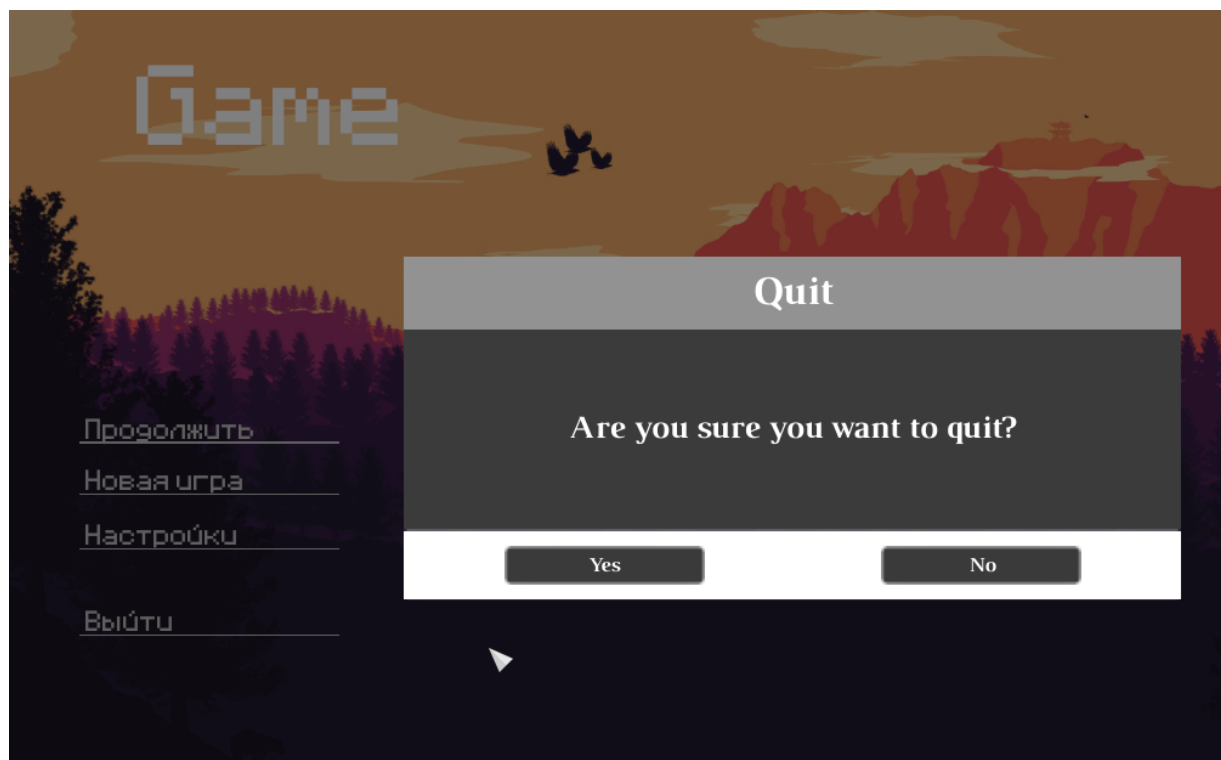 Game
Quit
Are you sure you want to quit?
Yes
No
Продолжить
Новая игра
Настройки
Выйти